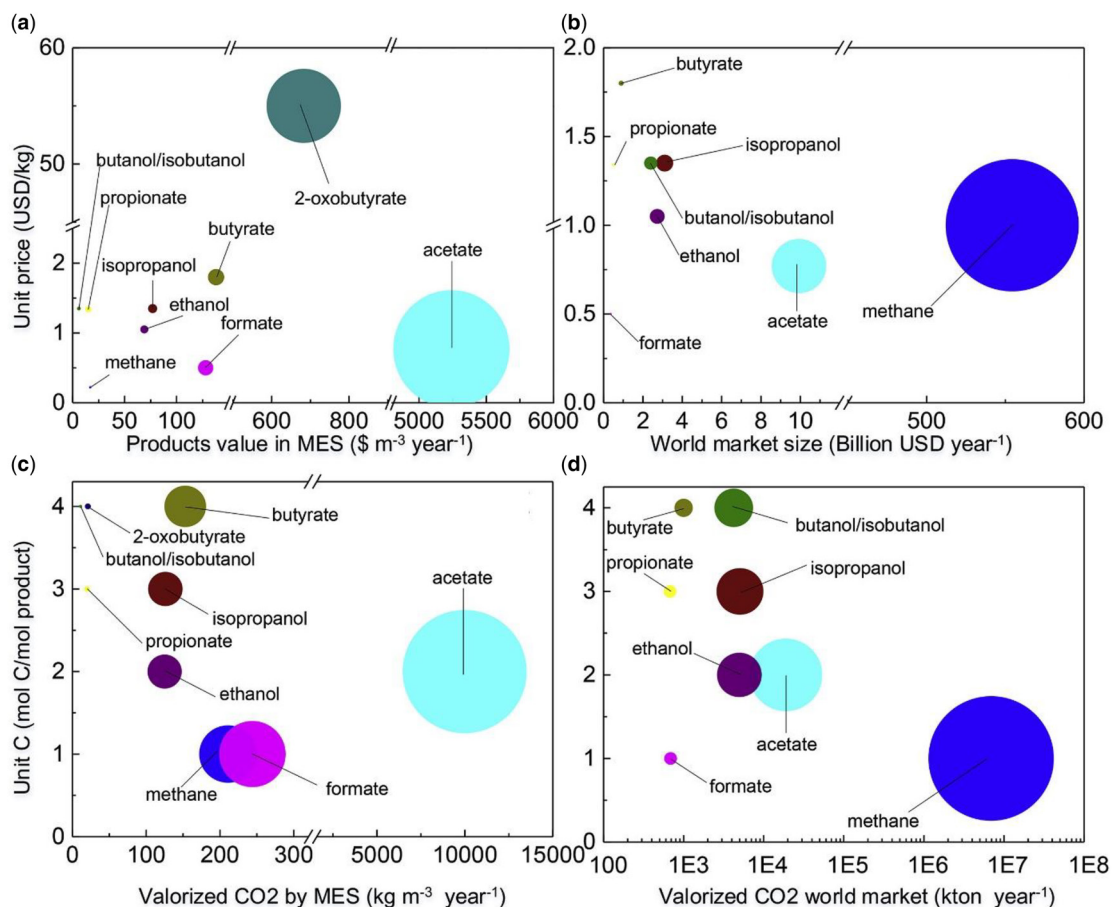 (a)
60
50
2
1
0
Unit price (USD/kg)
butanol/isobutanol
propionate
2-oxobutyrate
butyrate
isopropanol
ethanol
acetate
formate
methane
0 50 100 600 800 5000 5500 6000
Products value in MES ($ m⁻³ year⁻¹)
(b)
2.0
1.5
1.0
0.5
0.0
butyrate
propionate
isopropanol
butanol/isobutanol
ethanol
acetate
methane
formate
0 2 4 6 8 10 12 500 600
World market size (Billion USD year⁻¹)
(c)
4
3
2
1
0
Unit C (mol C/mol product)
butyrate
2-oxobutyrate
butanol/isobutanol
acetate
isopropanol
propionate
ethanol
methane
formate
0 100 200 300 5000 10000 15000
Valorized CO2 by MES (kg m⁻³ year⁻¹)
(d)
4
3
2
1
0
butyrate
butanol/isobutanol
propionate
isopropanol
ethanol
acetate
formate
methane
100 1E3 1E4 1E5 1E6 1E7 1E8
Valorized CO2 world market (kton year⁻¹)